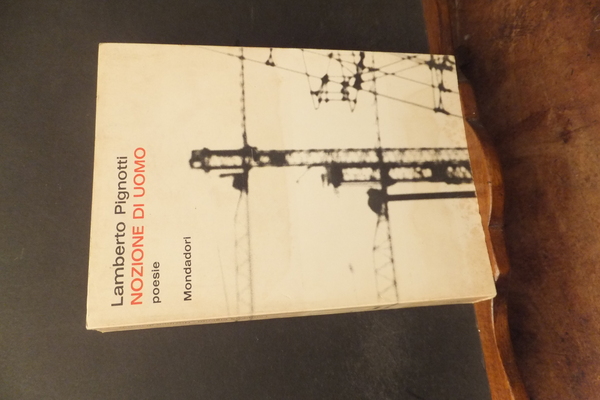 Lamberto Pignotti
NOZIONE DI UOMO
poesie
Mondadori